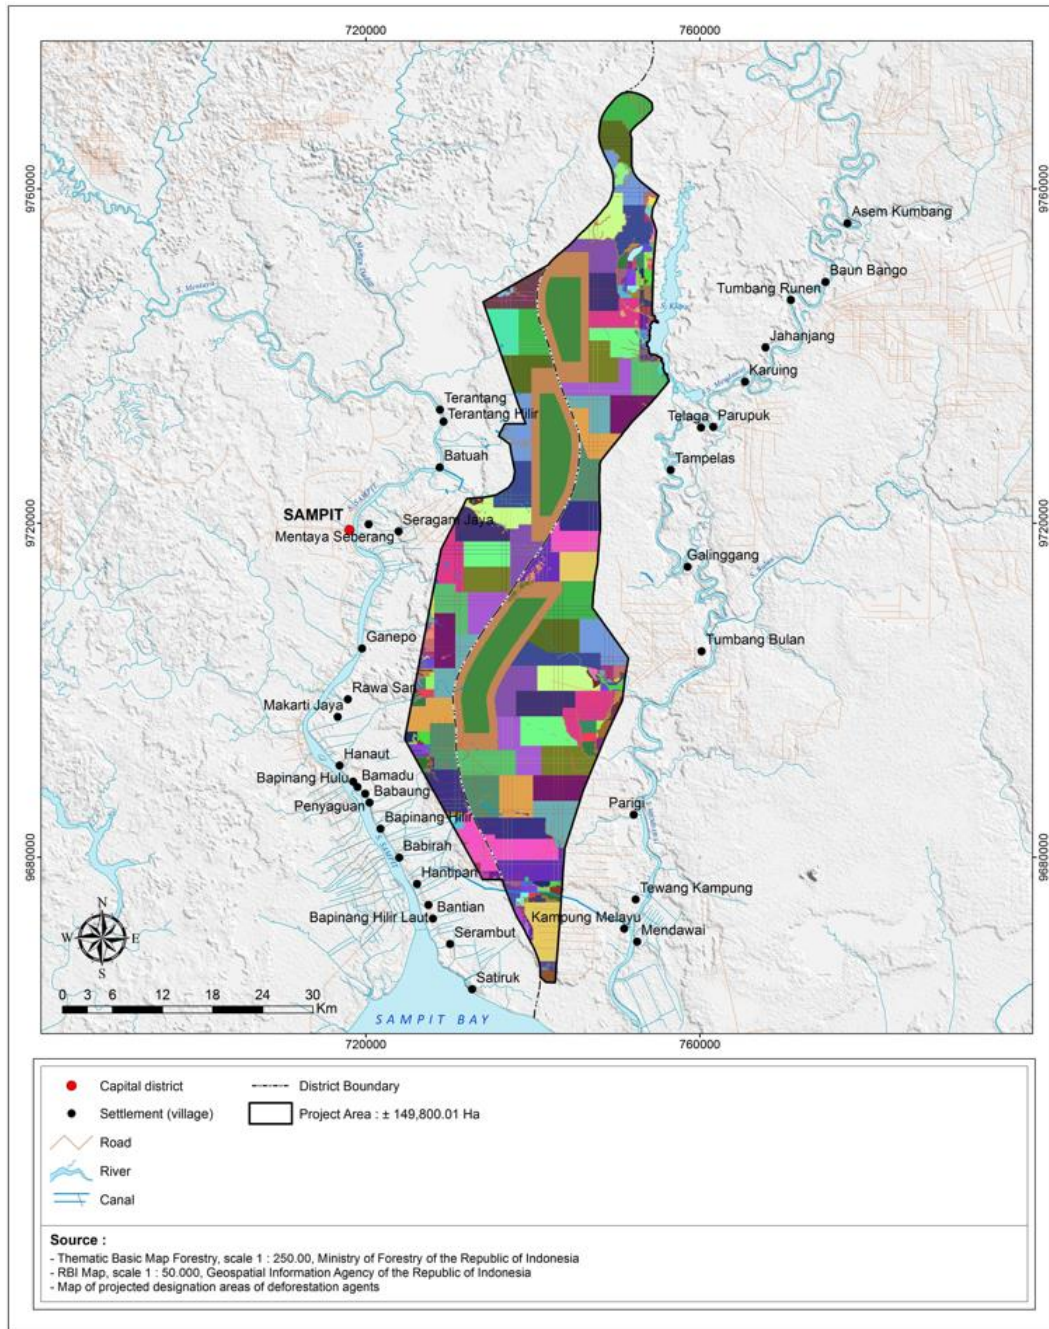 720000 760000
9760000 9760000
Asem Kumbang
Baun Bango
Tumbang Runen
S. Mentaya
Jahanjang
Karuing
Terantang
Terantang Hilir
Telaga Parupuk
Batuah
Tampelas
S. SAMPIT
SAMPIT
Seragam Jaya
Mentaya Seberang
9720000 9720000
Galinggang
Ganepo
Tumbang Bulan
Rawa Sari
Makarti Jaya
Hanaut
Bapinang Hulu Bamadu
Babaung
Penyaguan
Bapinang Hilir
Parigi
S. SAMPIT
Babirah
9680000 9680000
Hantipan
Tewang Kampung
Bantian
Bapinang Hilir Laut
Kampung Melayu
Mendawai
Serambut
Satiruk
N
W E
S
0 3 6 12 18 24 30
Km
SAMPIT BAY
720000 760000
Capital district
District Boundary
Settlement (village)
Project Area : ± 149,800.01 Ha
Road
River
Canal
Source :
- Thematic Basic Map Forestry, scale 1 : 250.00, Ministry of Forestry of the Republic of Indonesia
- RBI Map, scale 1 : 50.000, Geospatial Information Agency of the Republic of Indonesia
- Map of projected designation areas of deforestation agents